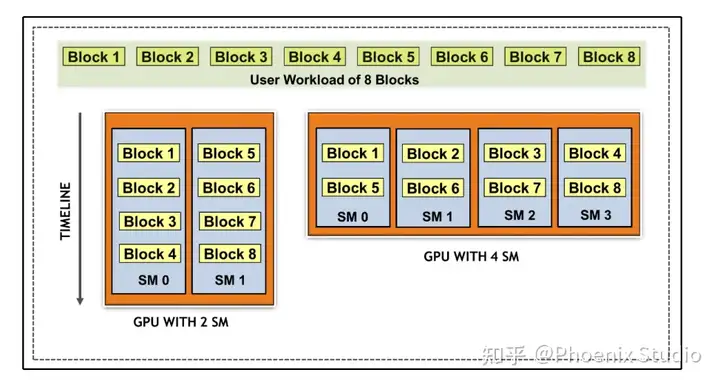 Block 1 Block 2 Block 3 Block 4 Block 5 Block 6 Block 7 Block 8
User Workload of 8 Blocks
TIMELINE
Block 1 Block 5
Block 2 Block 6
Block 3 Block 7
Block 4 Block 8
SM 0 SM 1
GPU WITH 2 SM
Block 1 Block 2 Block 3 Block 4
Block 5 Block 6 Block 7 Block 8
SM 0 SM 1 SM 2 SM 3
GPU WITH 4 SM
知乎 @Phoenix Studio